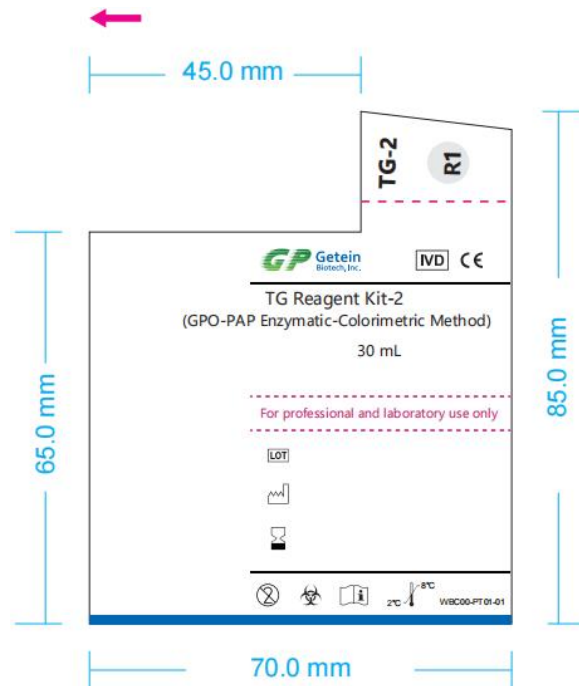 45.0 mm
TG-2
R1
GP Getein
Biotech, Inc.
IVD CE
TG Reagent Kit-2
(GPO-PAP Enzymatic-Colorimetric Method)
30 mL
For professional and laboratory use only
LOT
2
i
2℃
8℃
WBC00-PT01-01
65.0 mm
85.0 mm
70.0 mm